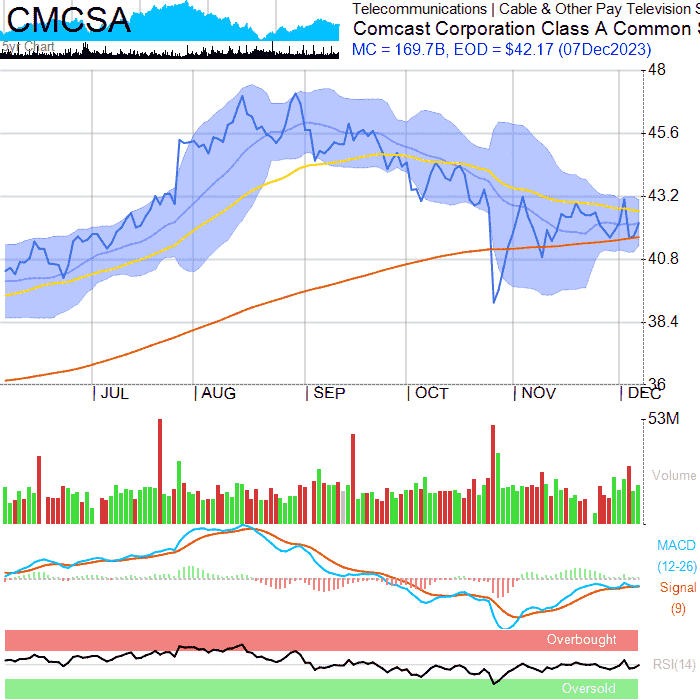 CMCSA
5yr Chart
Telecommunications | Cable & Other Pay Television S
Comcast Corporation Class A Common S
MC = 169.7B, EOD = $42.17 (07Dec2023)
48
45.6
43.2
40.8
38.4
36
JUL AUG SEP OCT NOV DEC
53M
Volume
MACD
(12-26)
Signal
(9)
Overbought
RSI(14)
Oversold